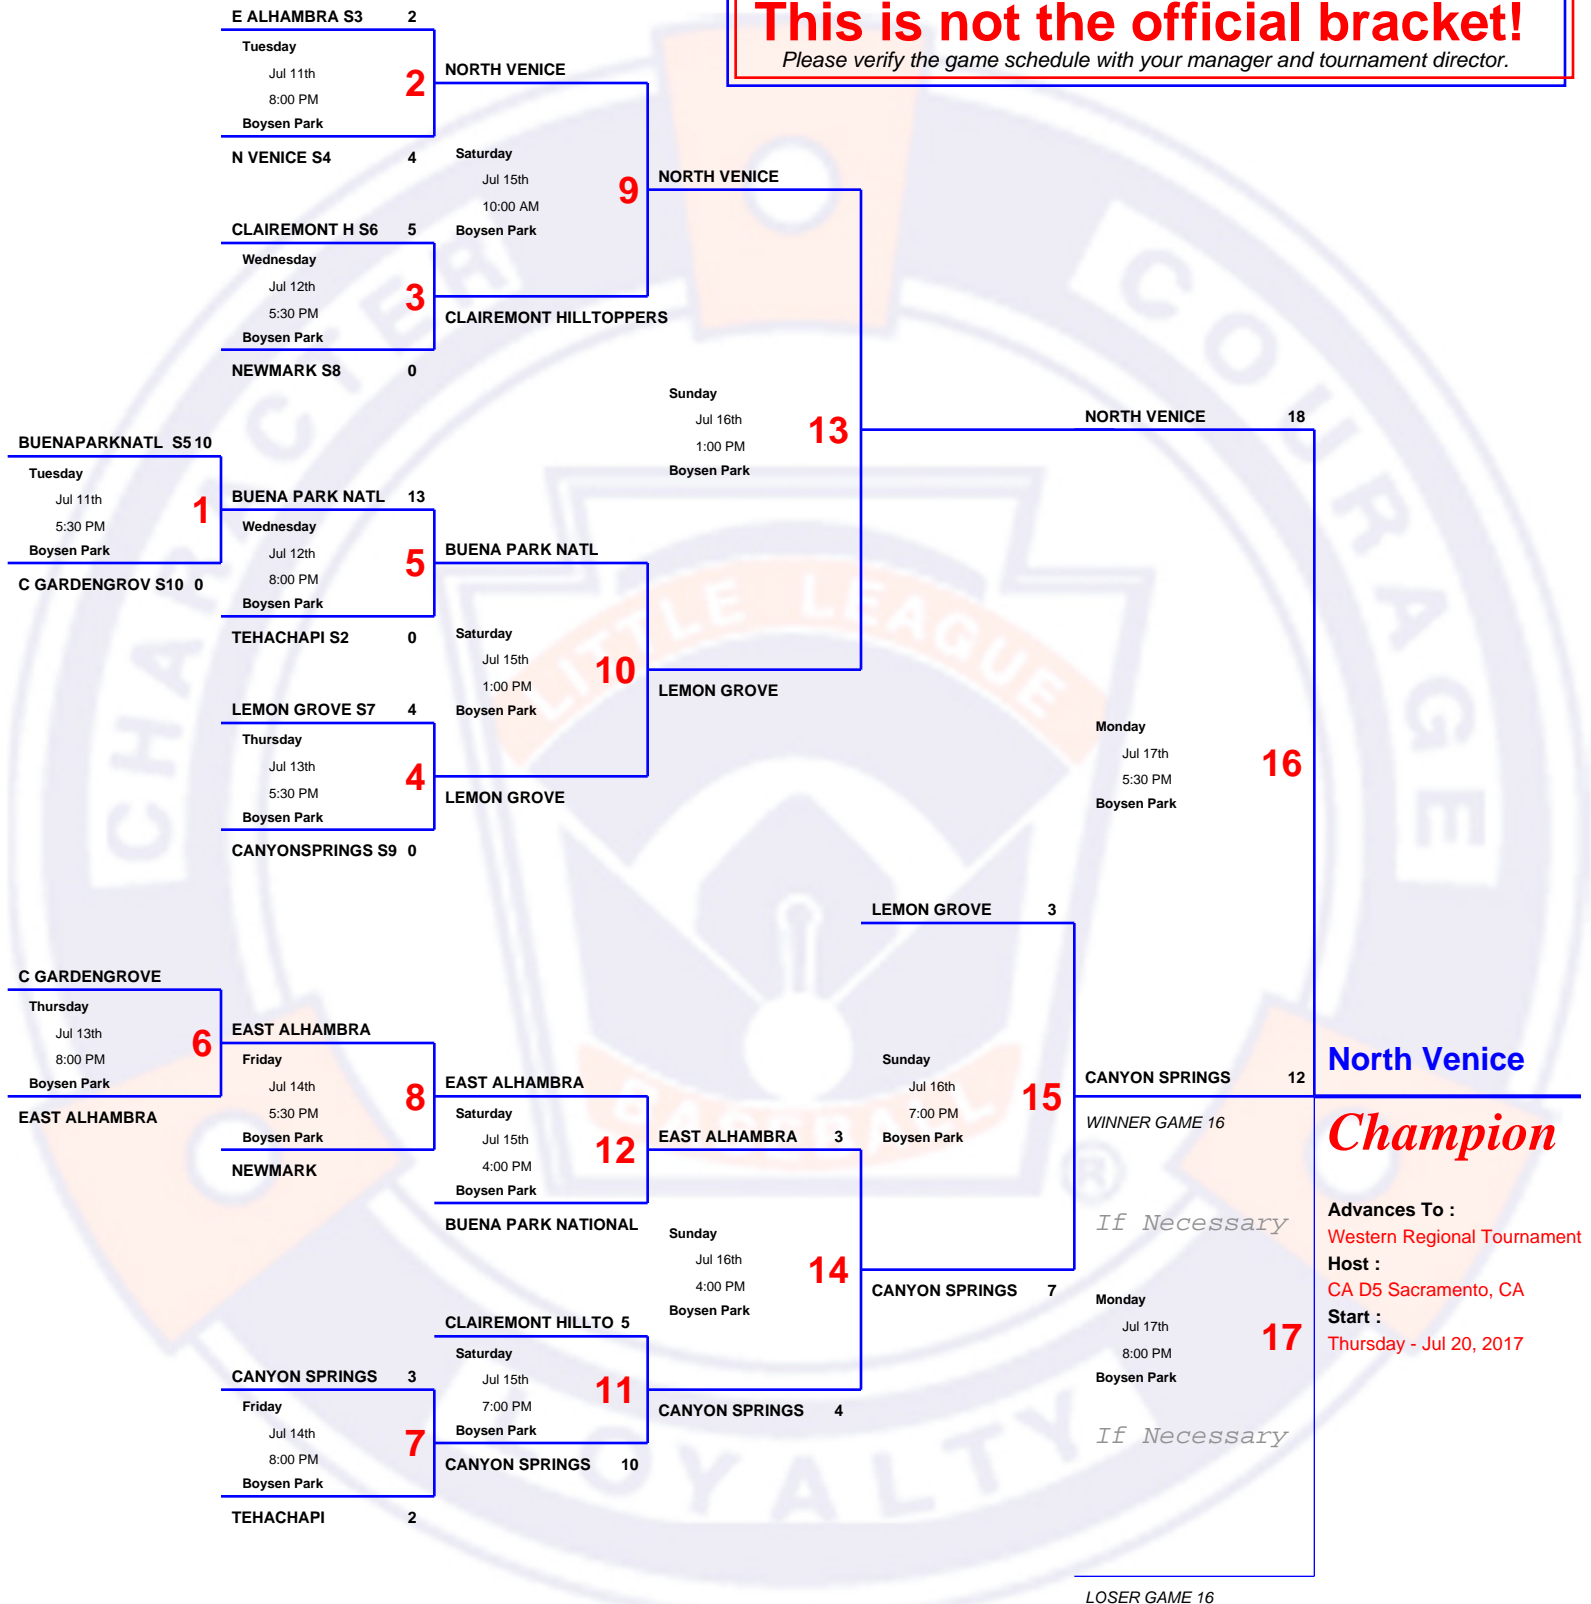 This is not the official bracket!
Please verify the game schedule with your manager and tournament director.
E ALHAMBRA S3 2
Tuesday
Jul 11th
8:00 PM
Boysen Park
2
N VENICE S4 4
NORTH VENICE
Saturday
Jul 15th
10:00 AM
Boysen Park
9
CLAIREMONT H S6 5
Wednesday
Jul 12th
5:30 PM
Boysen Park
3
NEWMARK S8 0
CLAIREMONT HILLTOPPERS
NORTH VENICE
Sunday
Jul 16th
1:00 PM
Boysen Park
13
BUENAPARKNATL S5 10
Tuesday
Jul 11th
5:30 PM
Boysen Park
1
C GARDENGROV S10 0
BUENA PARK NATL 13
Wednesday
Jul 12th
8:00 PM
Boysen Park
5
TEHACHAPI S2 0
BUENA PARK NATL
Saturday
Jul 15th
1:00 PM
Boysen Park
10
LEMON GROVE
LEMON GROVE S7 4
Thursday
Jul 13th
5:30 PM
Boysen Park
4
CANYONSPRINGS S9 0
LEMON GROVE
NORTH VENICE 18
Monday
Jul 17th
5:30 PM
Boysen Park
16
LEMON GROVE 3
Sunday
Jul 16th
7:00 PM
Boysen Park
15
CANYON SPRINGS 7
CANYON SPRINGS 12
C GARDENGROVE
Thursday
Jul 13th
8:00 PM
Boysen Park
6
EAST ALHAMBRA
EAST ALHAMBRA
Friday
Jul 14th
5:30 PM
Boysen Park
8
NEWMARK
EAST ALHAMBRA
Saturday
Jul 15th
4:00 PM
Boysen Park
12
BUENA PARK NATIONAL
EAST ALHAMBRA 3
Sunday
Jul 16th
4:00 PM
Boysen Park
14
CANYON SPRINGS 4
CLAIREMONT HILLTO 5
Saturday
Jul 15th
7:00 PM
Boysen Park
11
CANYON SPRINGS 10
CANYON SPRINGS 3
Friday
Jul 14th
8:00 PM
Boysen Park
7
TEHACHAPI 2
WINNER GAME 16
If Necessary
Monday
Jul 17th
8:00 PM
Boysen Park
17
If Necessary
LOSER GAME 16
North Venice
Champion
Advances To :
Western Regional Tournament
Host :
CA D5 Sacramento, CA
Start :
Thursday - Jul 20, 2017
CHARACTER
COURAGE
LOYALTY
LITTLE LEAGUE
BASEBALL
®